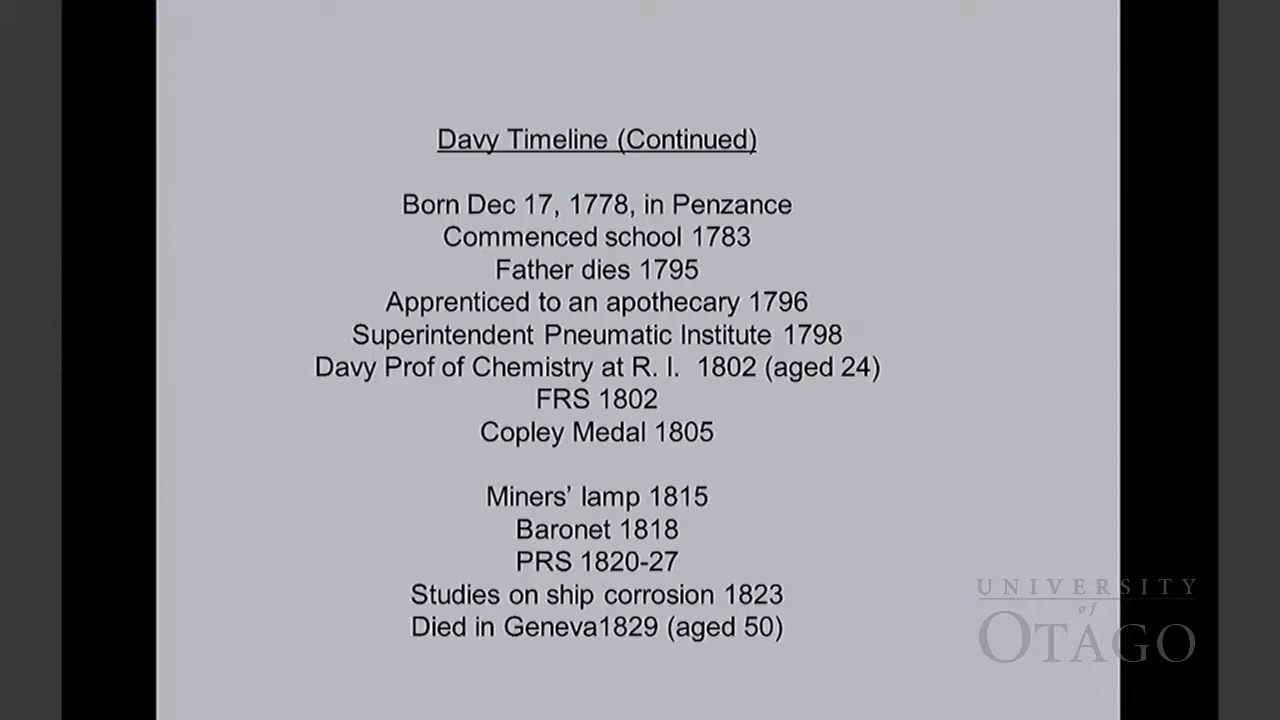 Davy Timeline (Continued)
Born Dec 17, 1778, in Penzance
Commenced school 1783
Father dies 1795
Apprenticed to an apothecary 1796
Superintendent Pneumatic Institute 1798
Davy Prof of Chemistry at R. I.  1802 (aged 24)
FRS 1802
Copley Medal 1805
Miners’ lamp 1815
Baronet 1818
PRS 1820-27
Studies on ship corrosion 1823
Died in Geneva1829 (aged 50)
UNIVERSITY
of
OTAGO